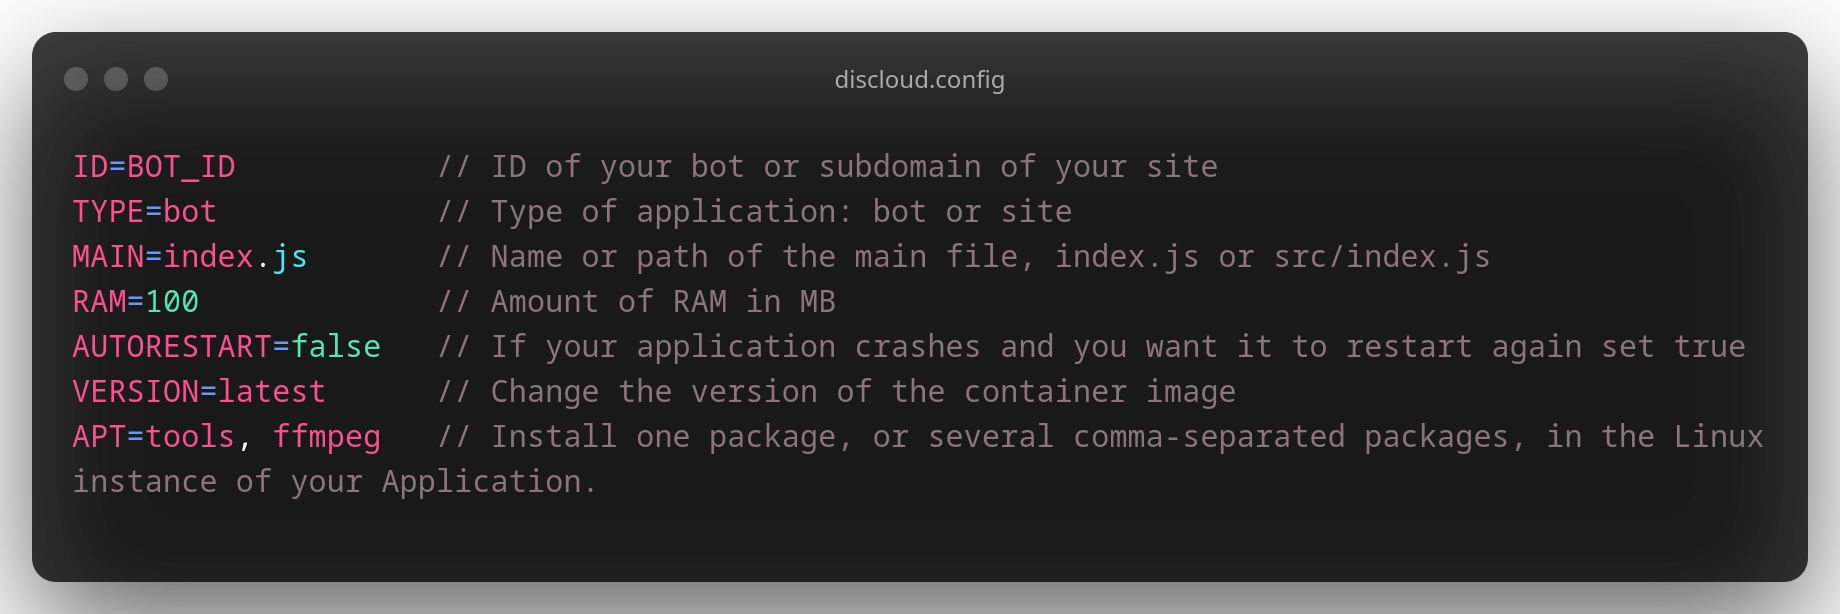 discloud.config
ID=BOT_ID // ID of your bot or subdomain of your site
TYPE=bot // Type of application: bot or site
MAIN=index.js // Name or path of the main file, index.js or src/index.js
RAM=100 // Amount of RAM in MB
AUTORESTART=false // If your application crashes and you want it to restart again set true
VERSION=latest // Change the version of the container image
APT=tools, ffmpeg // Install one package, or several comma-separated packages, in the Linux
instance of your Application.